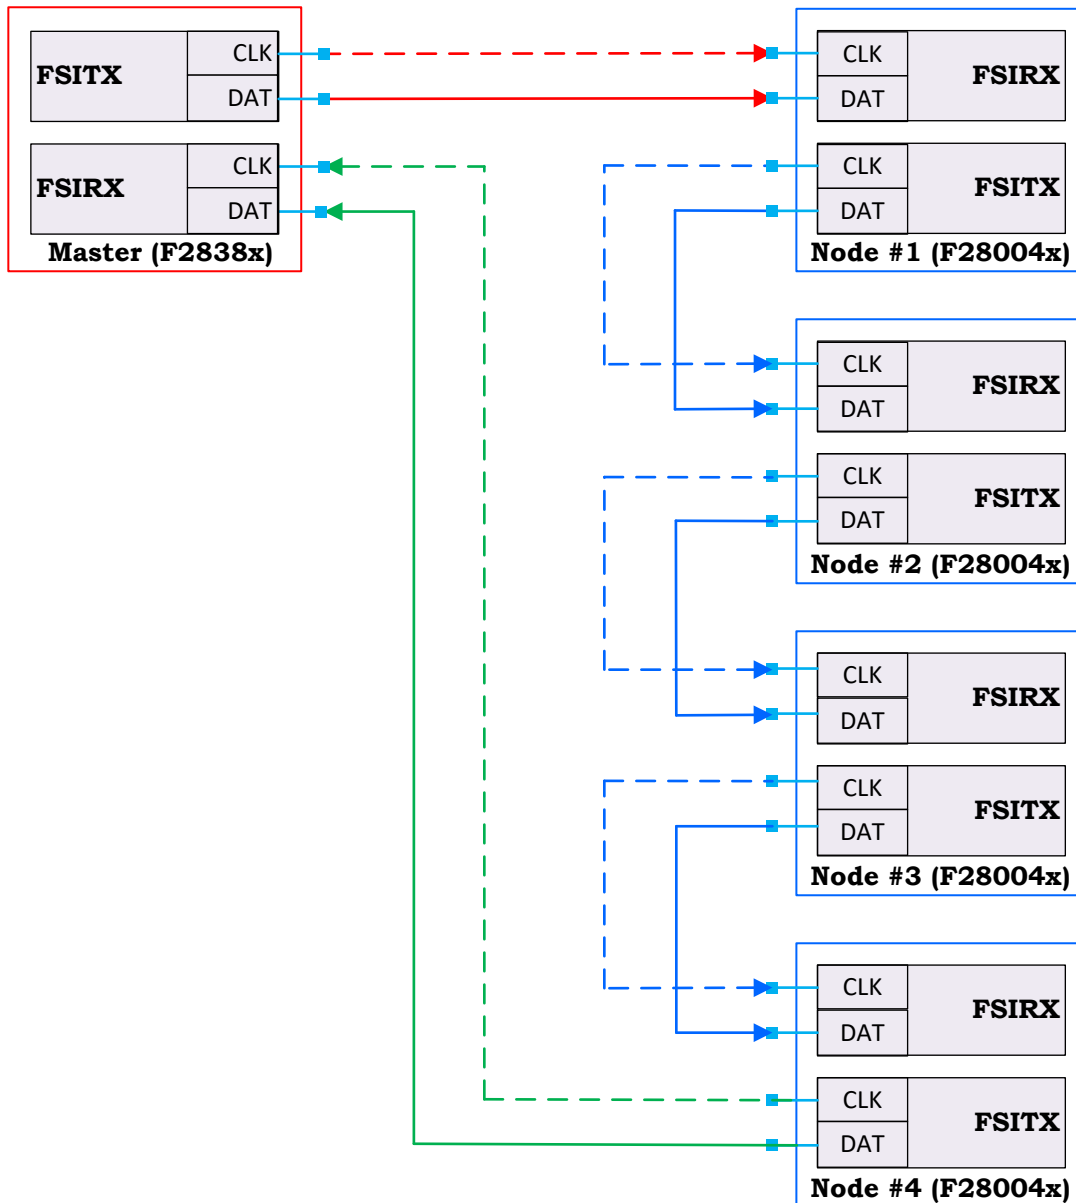 FSITX
CLK
DAT
FSIRX
CLK
DAT
Master (F2838x)
CLK
DAT
FSIRX
CLK
DAT
FSITX
Node #1 (F28004x)
CLK
DAT
FSIRX
CLK
DAT
FSITX
Node #2 (F28004x)
CLK
DAT
FSIRX
CLK
DAT
FSITX
Node #3 (F28004x)
CLK
DAT
FSIRX
CLK
DAT
FSITX
Node #4 (F28004x)